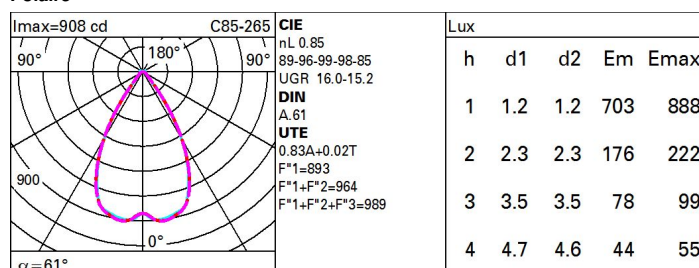 Imax=908 cd C85-265
90° 180° 90°
900
0°
α=61°
CIE
nL 0.85
89-96-99-98-85
UGR 16.0-15.2
DIN
A.61
UTE
0.83A+0.02T
F"1=893
F"1+F"2=964
F"1+F"2+F"3=989
Lux
h d1 d2 Em Emax
1 1.2 1.2 703 888
2 2.3 2.3 176 222
3 3.5 3.5 78 99
4 4.7 4.6 44 55